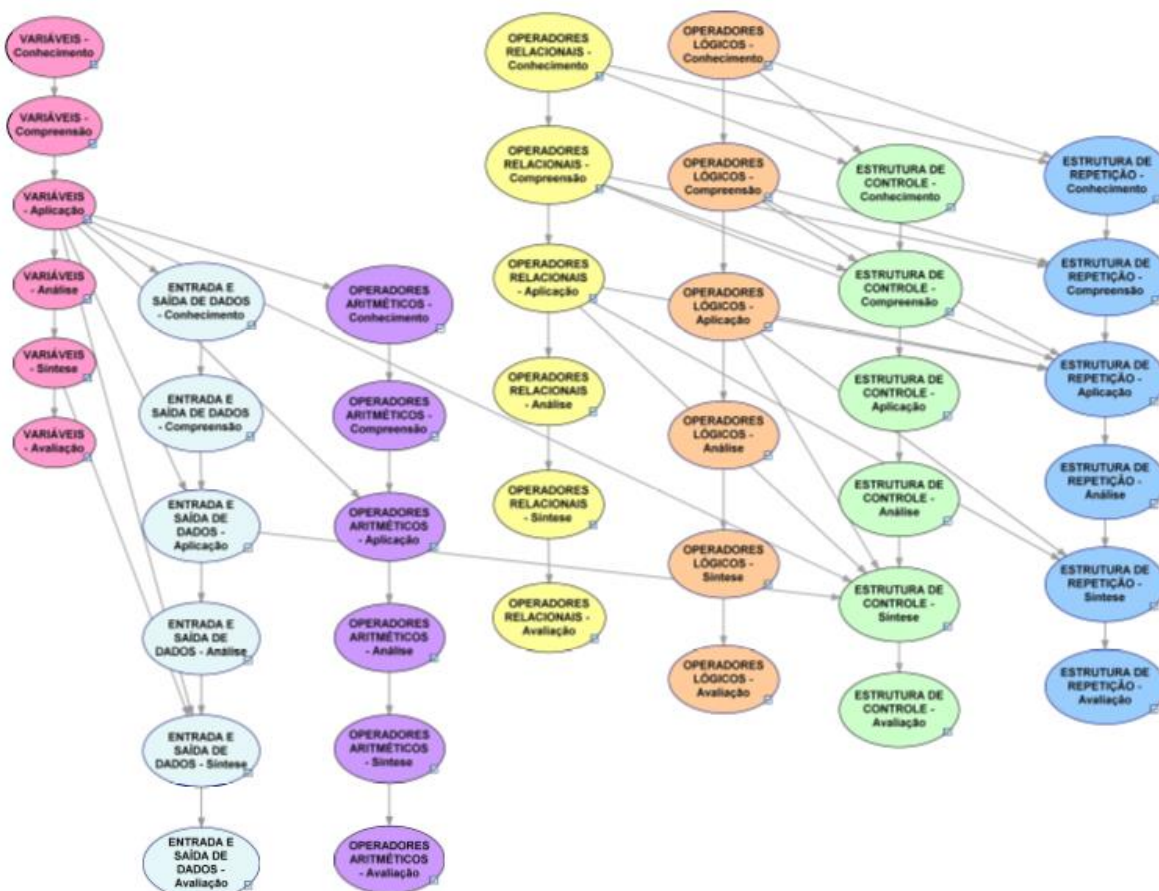 VARIÁVEIS -
Conhecimento
VARIÁVEIS -
Compreensão
VARIÁVEIS
- Aplicação
VARIÁVEIS
- Análise
VARIÁVEIS
- Síntese
VARIÁVEIS
- Avaliação
ENTRADA E
SAÍDA DE DADOS
- Conhecimento
ENTRADA E
SAÍDA DE DADOS
- Compreensão
ENTRADA E
SAÍDA DE
DADOS -
Aplicação
ENTRADA E
SAÍDA DE
DADOS - Análise
ENTRADA E
SAÍDA DE
DADOS - Síntese
ENTRADA E
SAÍDA DE
DADOS -
Avaliação
OPERADORES
ARITMÉTICOS -
Conhecimento
OPERADORES
ARITMÉTICOS -
Compreensão
OPERADORES
ARITMÉTICOS
- Aplicação
OPERADORES
ARITMÉTICOS
- Análise
OPERADORES
ARITMÉTICOS
- Síntese
OPERADORES
ARITMÉTICOS
- Avaliação
OPERADORES
RELACIONAIS -
Conhecimento
OPERADORES
RELACIONAIS -
Compreensão
OPERADORES
RELACIONAIS
- Aplicação
OPERADORES
RELACIONAIS
- Análise
OPERADORES
RELACIONAIS
- Síntese
OPERADORES
RELACIONAIS -
Avaliação
OPERADORES
LÓGICOS -
Conhecimento
OPERADORES
LÓGICOS -
Compreensão
OPERADORES
LÓGICOS -
Aplicação
OPERADORES
LÓGICOS -
Análise
OPERADORES
LÓGICOS -
Síntese
OPERADORES
LÓGICOS -
Avaliação
ESTRUTURA DE
CONTROLE -
Conhecimento
ESTRUTURA DE
CONTROLE -
Compreensão
ESTRUTURA DE
CONTROLE -
Aplicação
ESTRUTURA DE
CONTROLE -
Análise
ESTRUTURA DE
CONTROLE -
Síntese
ESTRUTURA DE
CONTROLE -
Avaliação
ESTRUTURA DE
REPETIÇÃO -
Conhecimento
ESTRUTURA DE
REPETIÇÃO -
Compreensão
ESTRUTURA DE
REPETIÇÃO -
Aplicação
ESTRUTURA DE
REPETIÇÃO -
Análise
ESTRUTURA DE
REPETIÇÃO -
Síntese
ESTRUTURA DE
REPETIÇÃO -
Avaliação